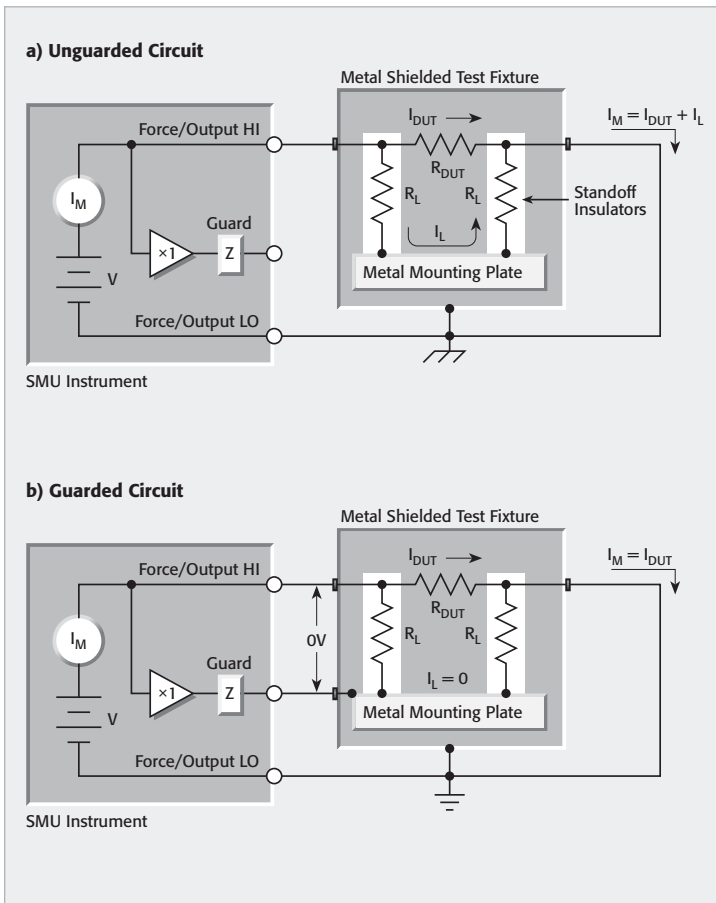 a) Unguarded Circuit
Metal Shielded Test Fixture
Force/Output HI
I_DUT
I_M = I_DUT + I_L
R_DUT
I_M
R_L
R_L
Standoff
Insulators
Guard
×1
Z
I_L
V
Metal Mounting Plate
Force/Output LO
SMU Instrument
b) Guarded Circuit
Metal Shielded Test Fixture
Force/Output HI
I_DUT
I_M = I_DUT
R_DUT
I_M
0V
R_L
R_L
Guard
I_L = 0
×1
Z
V
Metal Mounting Plate
Force/Output LO
SMU Instrument